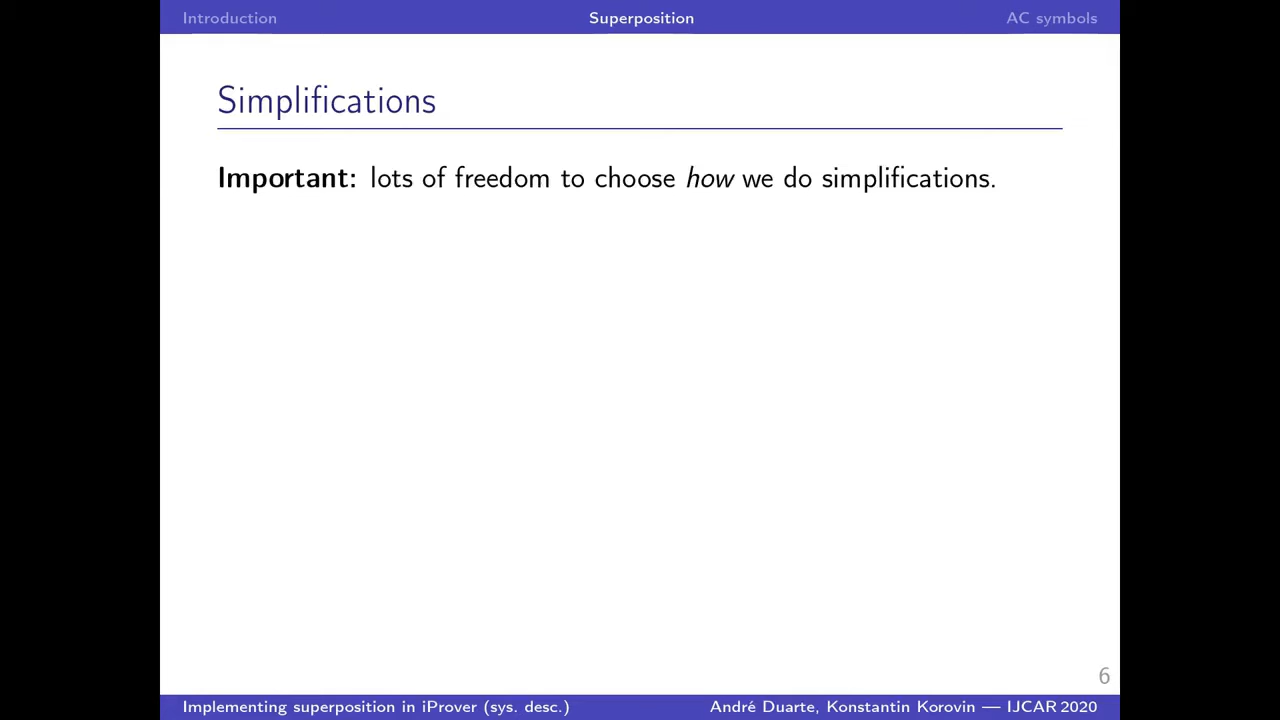 Introduction Superposition AC symbols
Simplifications
Important: lots of freedom to choose how we do simplifications.
6
Implementing superposition in iProver (sys. desc.) André Duarte, Konstantin Korovin — IJCAR 2020